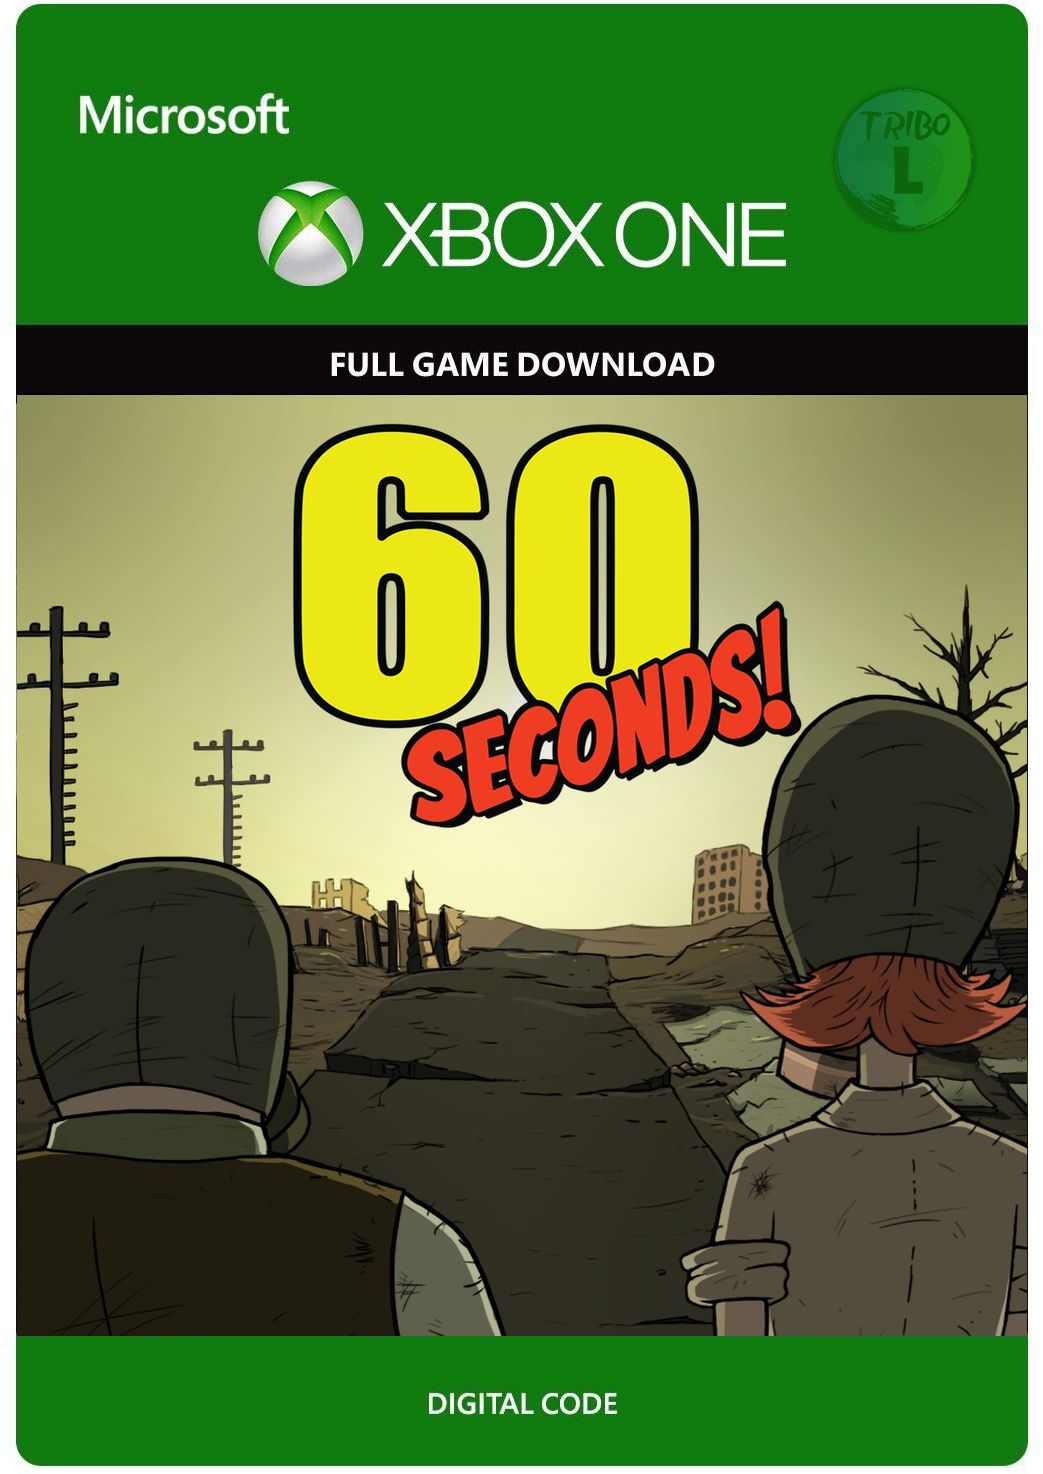 Microsoft
TRIBO
L
XBOX ONE
FULL GAME DOWNLOAD
60
SECONDS!
DIGITAL CODE